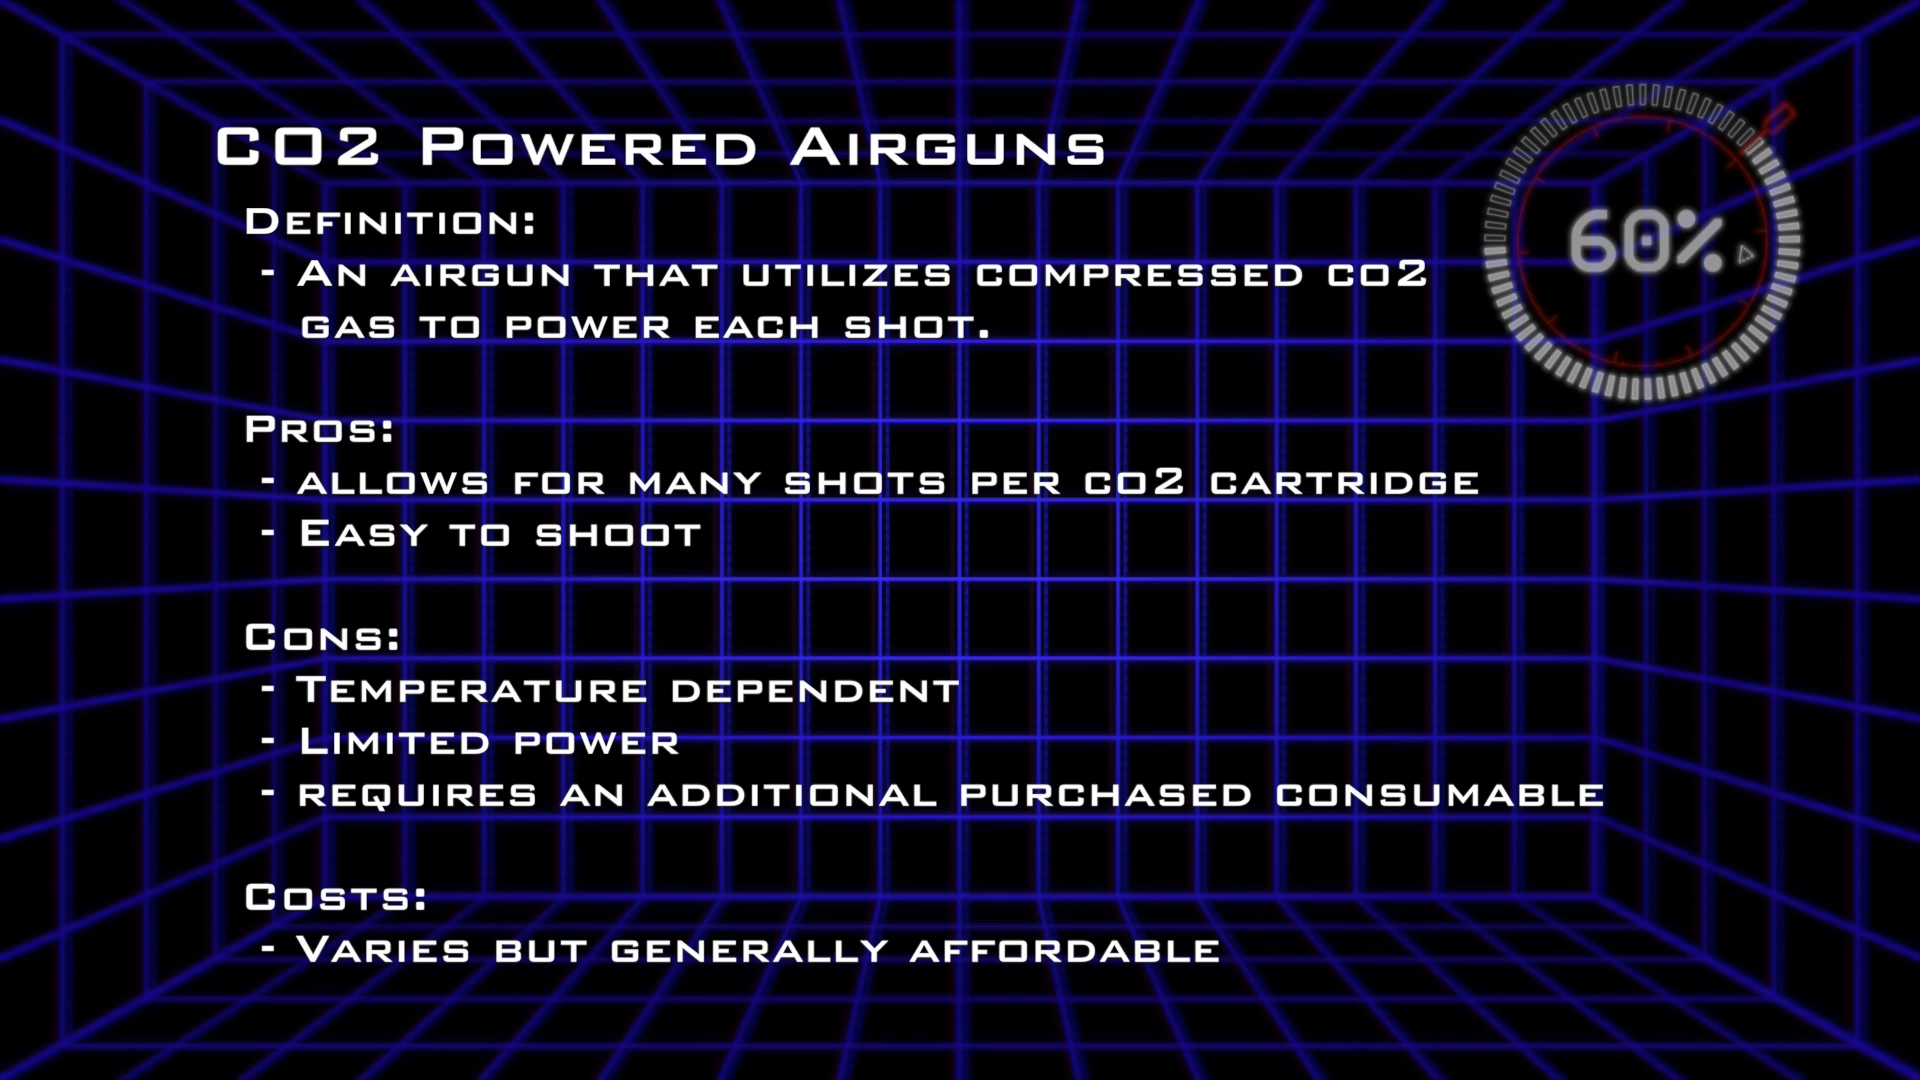 CO2 Powered Airguns
60%
Definition:
- An airgun that utilizes compressed co2
gas to power each shot.
Pros:
- allows for many shots per co2 cartridge
- Easy to shoot
Cons:
- Temperature dependent
- Limited power
- requires an additional purchased consumable
Costs:
- Varies but generally affordable